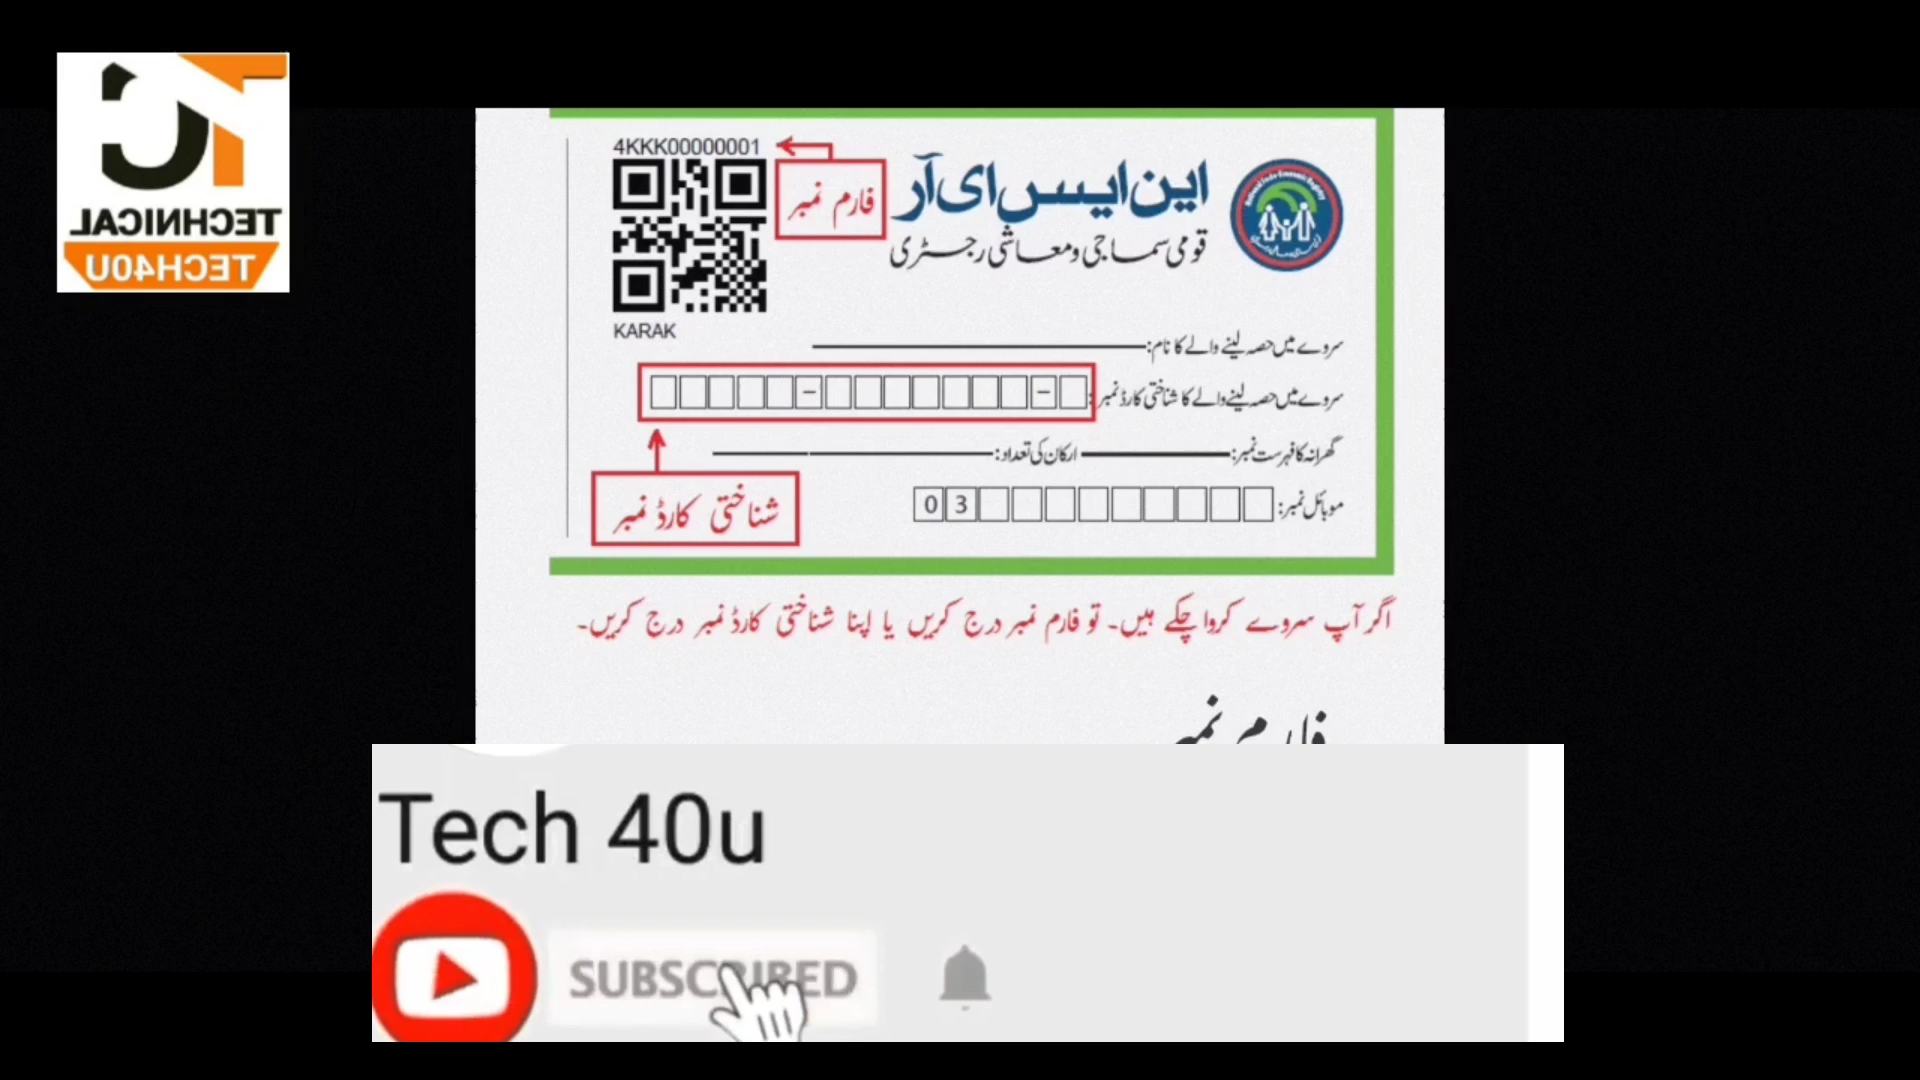 TECHNICAL
TECH40U
4KKK00000001
فارم نمبر
این ایس ای آر
قومی سماجی و معاشی رجسٹری
KARAK
سروے میں حصہ لینے والے کا نام:
سروے میں حصہ لینے والے کا شناختی کارڈ نمبر:
گھرانہ کا فہرست نمبر: ارکان کی تعداد:
شناختی کارڈ نمبر
موبائل نمبر: 03
اگر آپ سروے کروا چکے ہیں۔ تو فارم نمبر درج کریں یا اپنا شناختی کارڈ نمبر درج کریں۔
فارم نمبر
Tech 40u
SUBSCRIBED